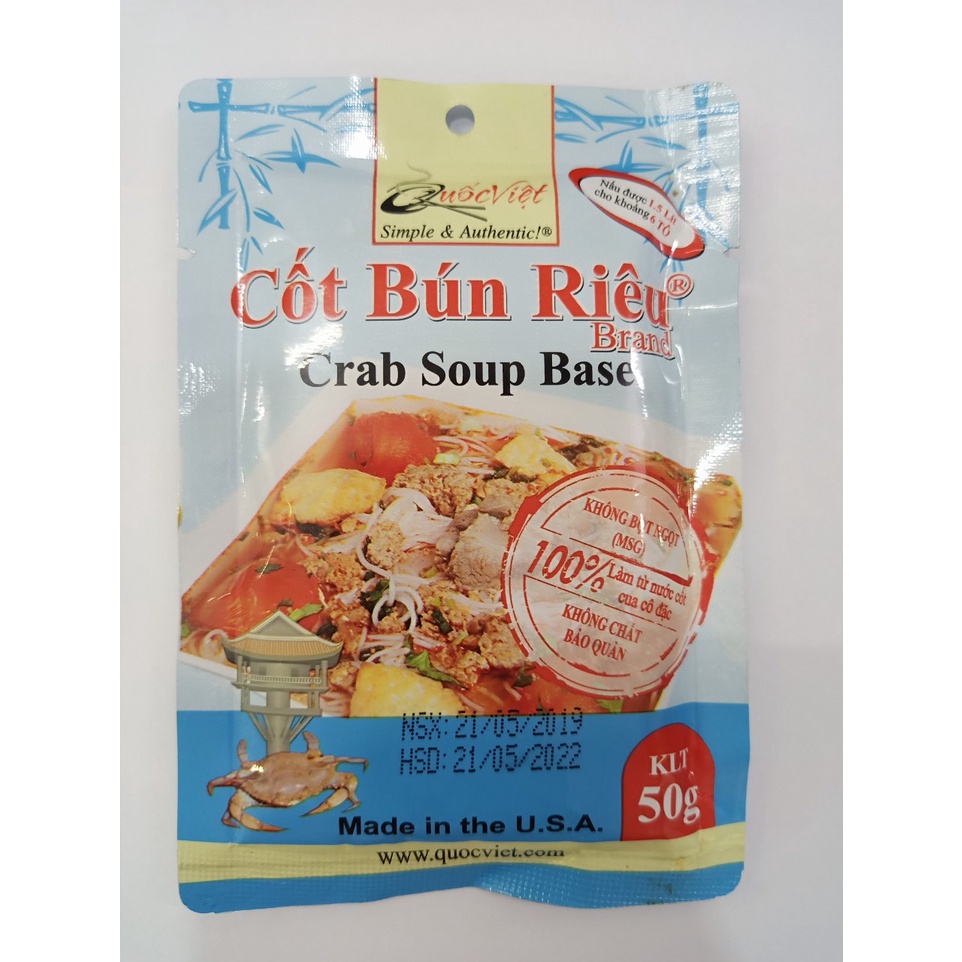 QuốcViệt
Simple & Authentic!®
Nấu được 1.5 Lít
cho khoảng 6 TÔ
Cốt Bún Riêu®
Brand
Crab Soup Base
KHÔNG BỘT NGỌT
(MSG)
100% Làm từ nước cốt
cua cô đặc
KHÔNG CHẤT
BẢO QUẢN
NSX: 21/05/2019
HSD: 21/05/2022
KLT
50g
Made in the U.S.A.
www.quocviet.com